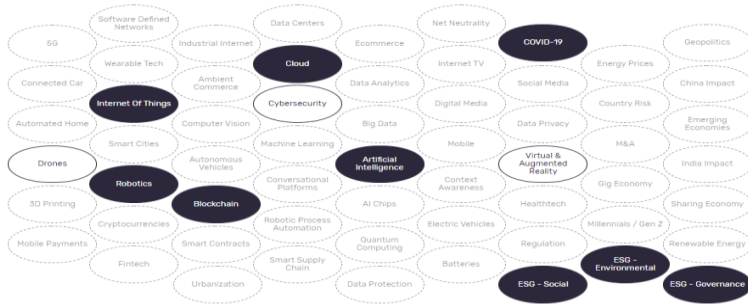 5G
Connected Car
Automated Home
Drones
3D Printing
Mobile Payments
Software Defined
Networks
Wearable Tech
Internet Of Things
Smart Cities
Robotics
Cryptocurrencies
Fintech
Industrial Internet
Ambient
Commerce
Computer Vision
Autonomous
Vehicles
Blockchain
Smart Contracts
Urbanization
Data Centers
Cloud
Cybersecurity
Machine Learning
Conversational
Platforms
Robotic Process
Automation
Smart Supply
Chain
Ecommerce
Data Analytics
Big Data
Artificial
Intelligence
AI Chips
Quantum
Computing
Data Protection
Net Neutrality
Internet TV
Digital Media
Mobile
Context
Awareness
Electric Vehicles
Batteries
COVID-19
Social Media
Data Privacy
Virtual &
Augmented
Reality
Healthtech
Regulation
ESG - Social
Energy Prices
Country Risk
M&A
Gig Economy
Millennials / Gen Z
ESG -
Environmental
Geopolitics
China Impact
Emerging
Economies
India Impact
Sharing Economy
Renewable Energy
ESG - Governance